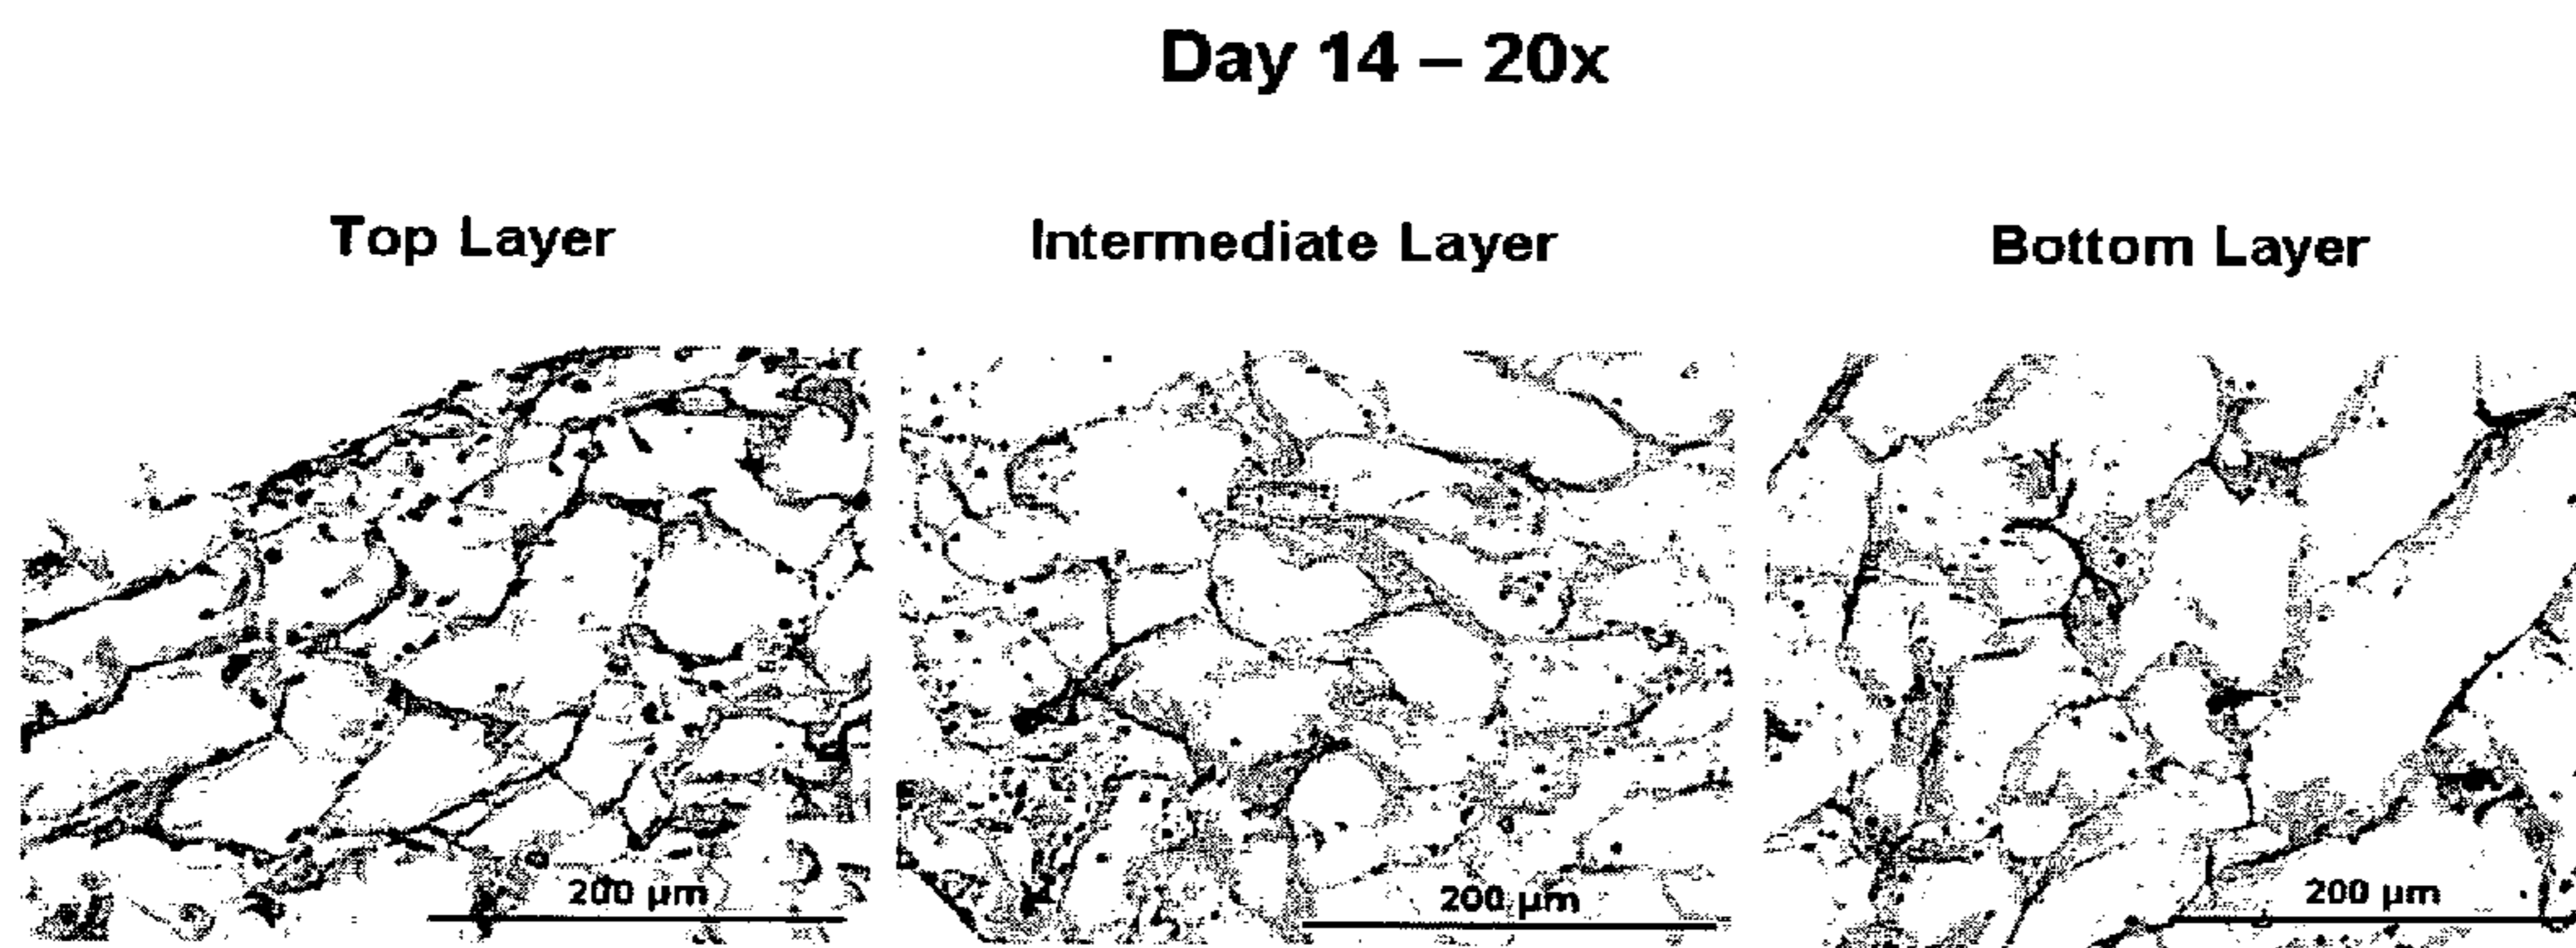 Day 14 – 20x
Top Layer
Intermediate Layer
Bottom Layer
200 µm
200 µm
200 µm